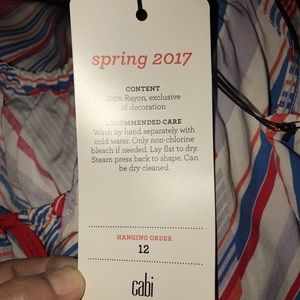 spring 2017
CONTENT
100% Rayon, exclusive
of decoration
RECOMMENDED CARE
Wash by hand separately with
cold water. Only non-chlorine
bleach if needed. Lay flat to dry.
Steam press back to shape. Can
be dry cleaned.
HANGING ORDER
12
cabi